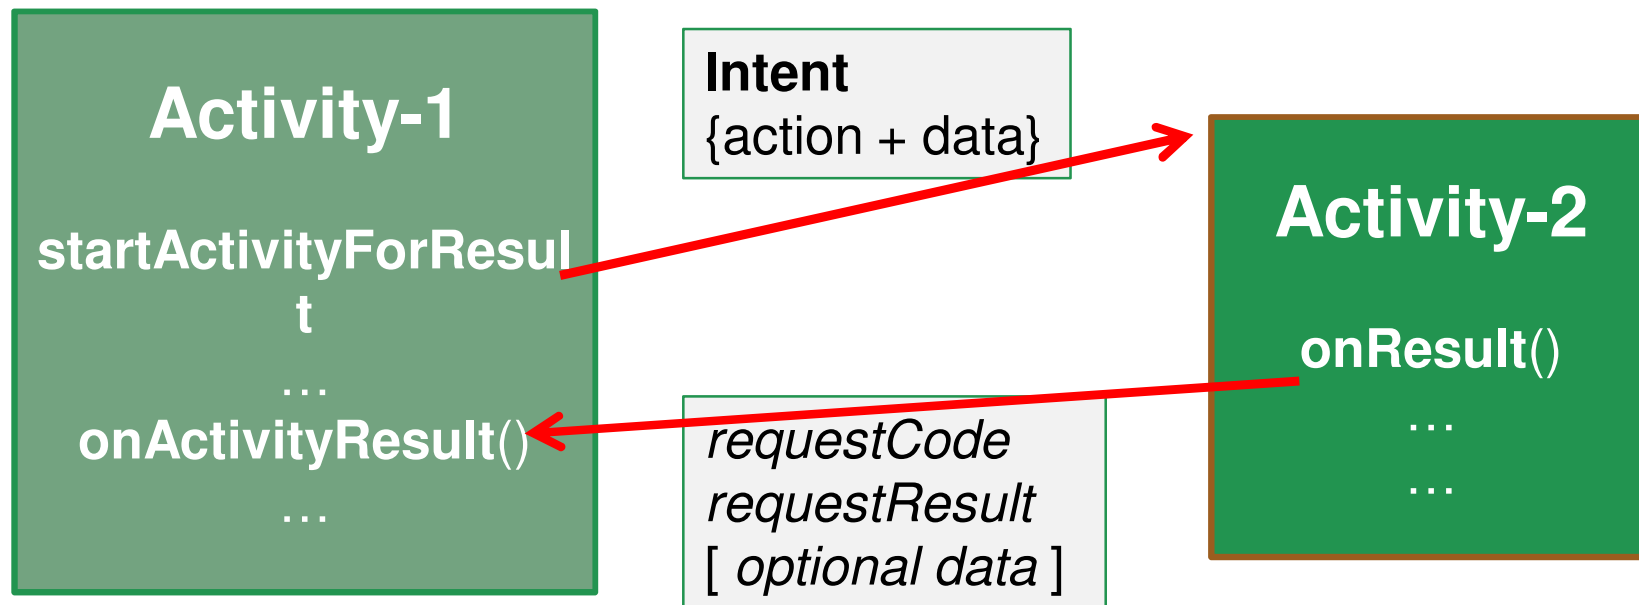 Activity-1
startActivityForResul
t
...
onActivityResult()
...
Intent
{action + data}
requestCode
requestResult
[ optional data ]
Activity-2
onResult()
...
...